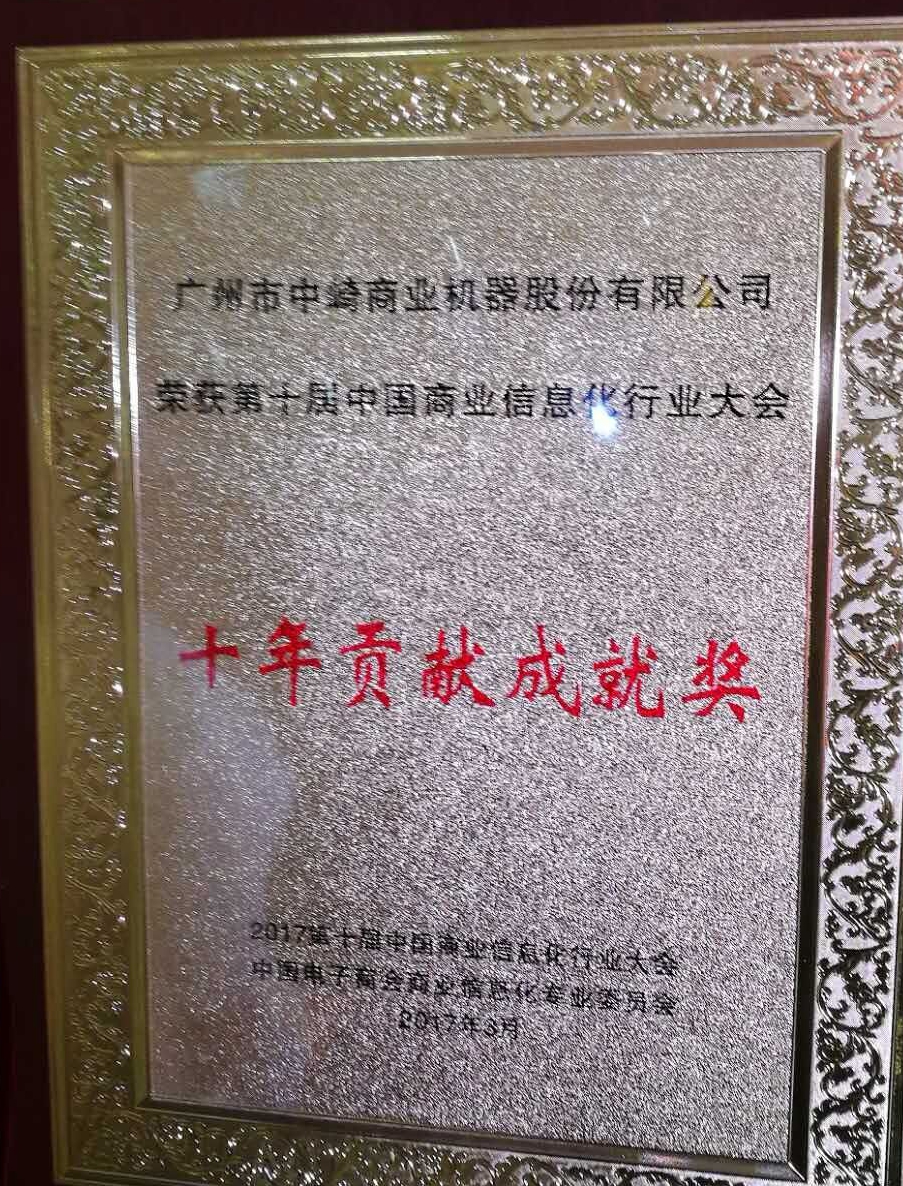 广州市中崎商业机器股份有限公司
荣获第十届中国商业信息化行业大会
十年贡献成就奖
2017第十届中国商业信息化行业大会
中国电子商会商业信息化专业委员会
2017年3月